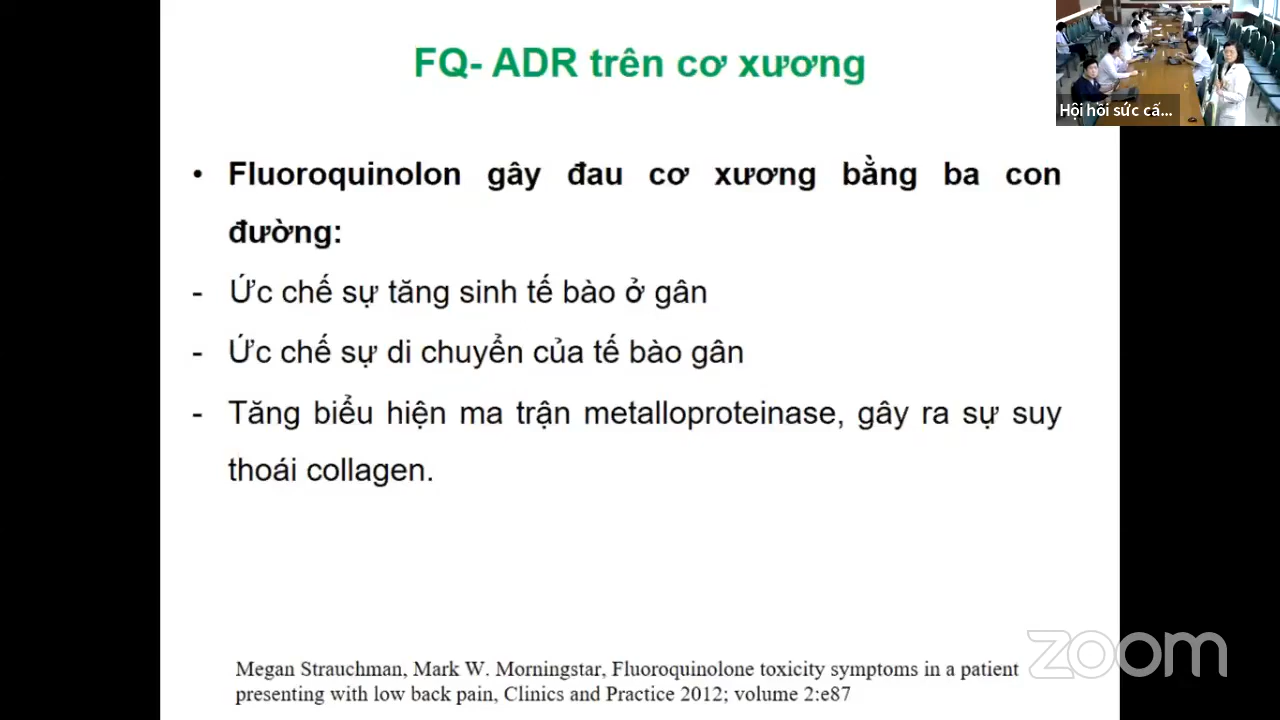 FQ- ADR trên cơ xương
Hội hồi sức cấ...
• Fluoroquinolon gây đau cơ xương bằng ba con
đường:
- Ức chế sự tăng sinh tế bào ở gân
- Ức chế sự di chuyển của tế bào gân
- Tăng biểu hiện ma trận metalloproteinase, gây ra sự suy
thoái collagen.
Megan Strauchman, Mark W. Morningstar, Fluoroquinolone toxicity symptoms in a patient
presenting with low back pain, Clinics and Practice 2012; volume 2:e87
zoom